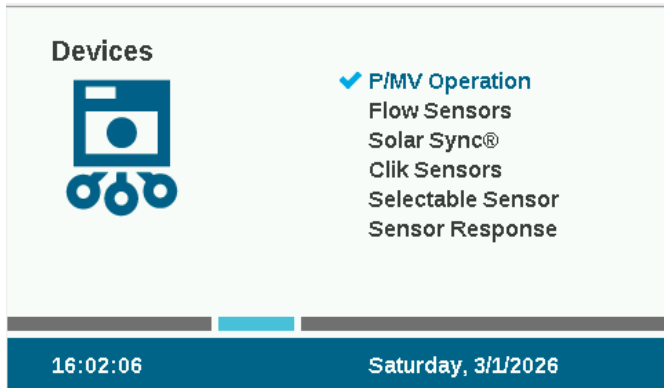 Devices
P/MV Operation
Flow Sensors
Solar Sync®
Clik Sensors
Selectable Sensor
Sensor Response
16:02:06
Saturday, 3/1/2026